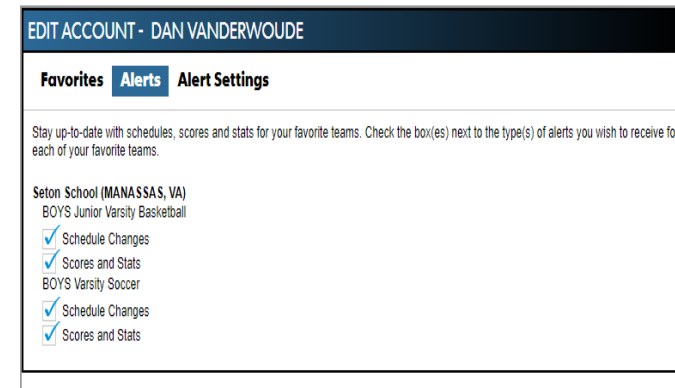 EDIT ACCOUNT - DAN VANDERWOUDE
Favorites Alerts Alert Settings
Stay up-to-date with schedules, scores and stats for your favorite teams. Check the box(es) next to the type(s) of alerts you wish to receive fo
each of your favorite teams.
Seton School (MANASSAS, VA)
BOYS Junior Varsity Basketball
Schedule Changes
Scores and Stats
BOYS Varsity Soccer
Schedule Changes
Scores and Stats